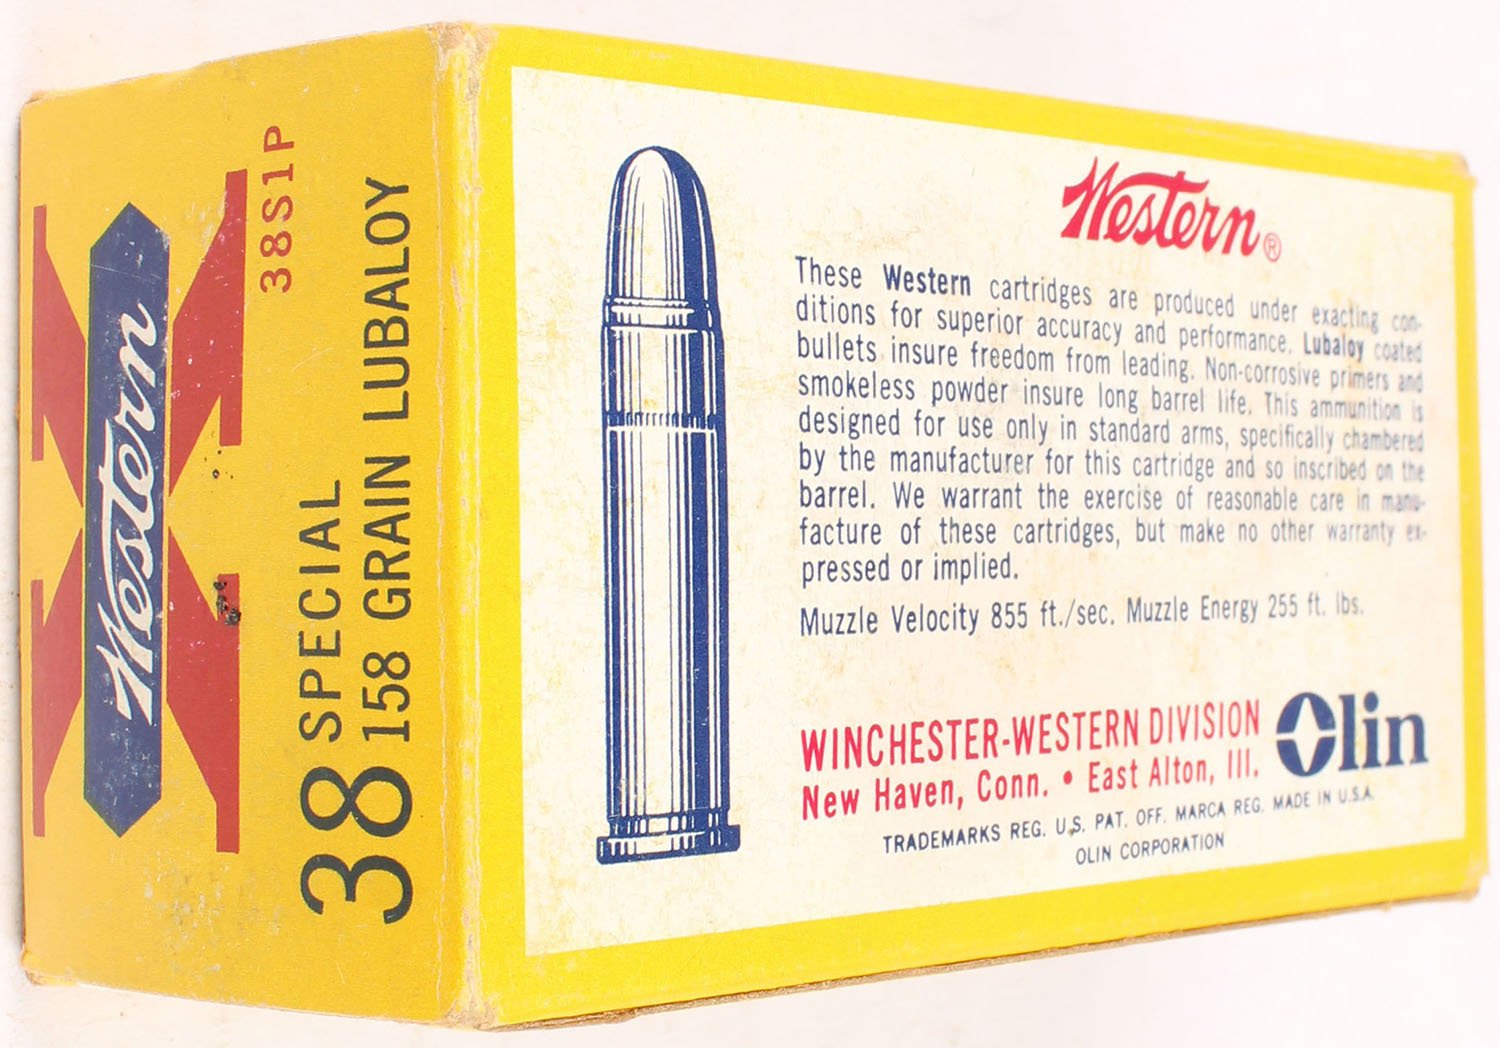 Western
38S1P
38 SPECIAL
158 GRAIN LUBALOY
Western®
These Western cartridges are produced under exacting con-
ditions for superior accuracy and performance. Lubaloy coated
bullets insure freedom from leading. Non-corrosive primers and
smokeless powder insure long barrel life. This ammunition is
designed for use only in standard arms, specifically chambered
by the manufacturer for this cartridge and so inscribed on the
barrel. We warrant the exercise of reasonable care in manu-
facture of these cartridges, but make no other warranty ex-
pressed or implied.
Muzzle Velocity 855 ft./sec. Muzzle Energy 255 ft. lbs.
WINCHESTER-WESTERN DIVISION
New Haven, Conn. • East Alton, Ill.
Olin
TRADEMARKS REG. U.S. PAT. OFF. MARCA REG. MADE IN U.S.A.
OLIN CORPORATION